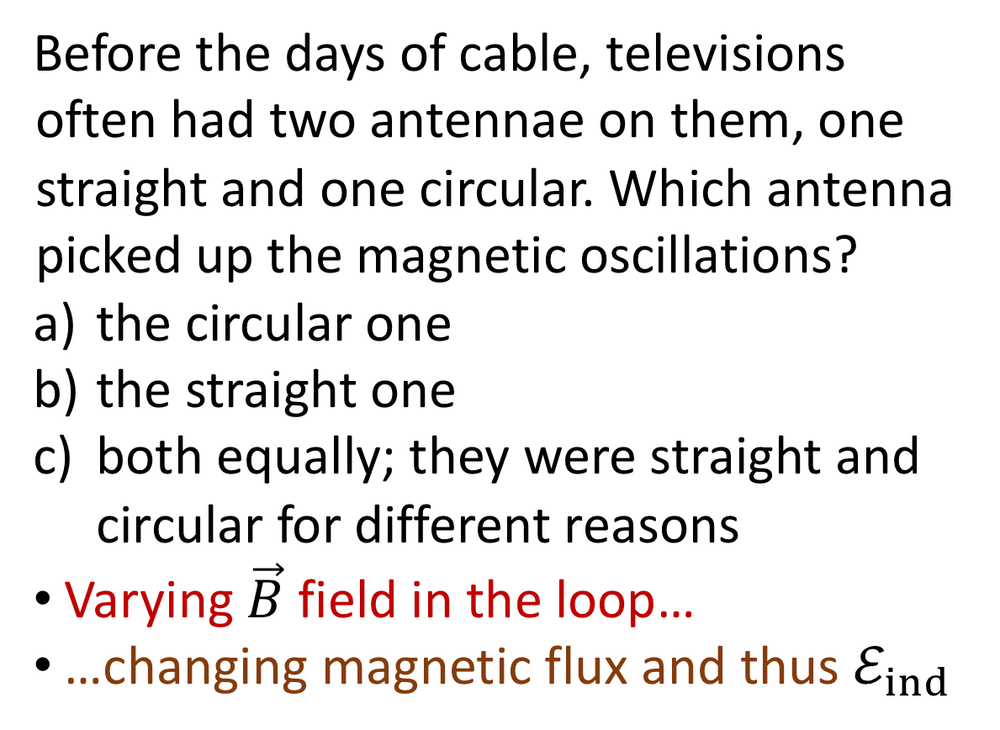 Before the days of cable, televisions
often had two antennae on them, one
straight and one circular. Which antenna
picked up the magnetic oscillations?
a) the circular one
b) the straight one
c) both equally; they were straight and
circular for different reasons
• Varying $\vec{B}$ field in the loop…
• …changing magnetic flux and thus $\mathcal{E}_{\text{ind}}$